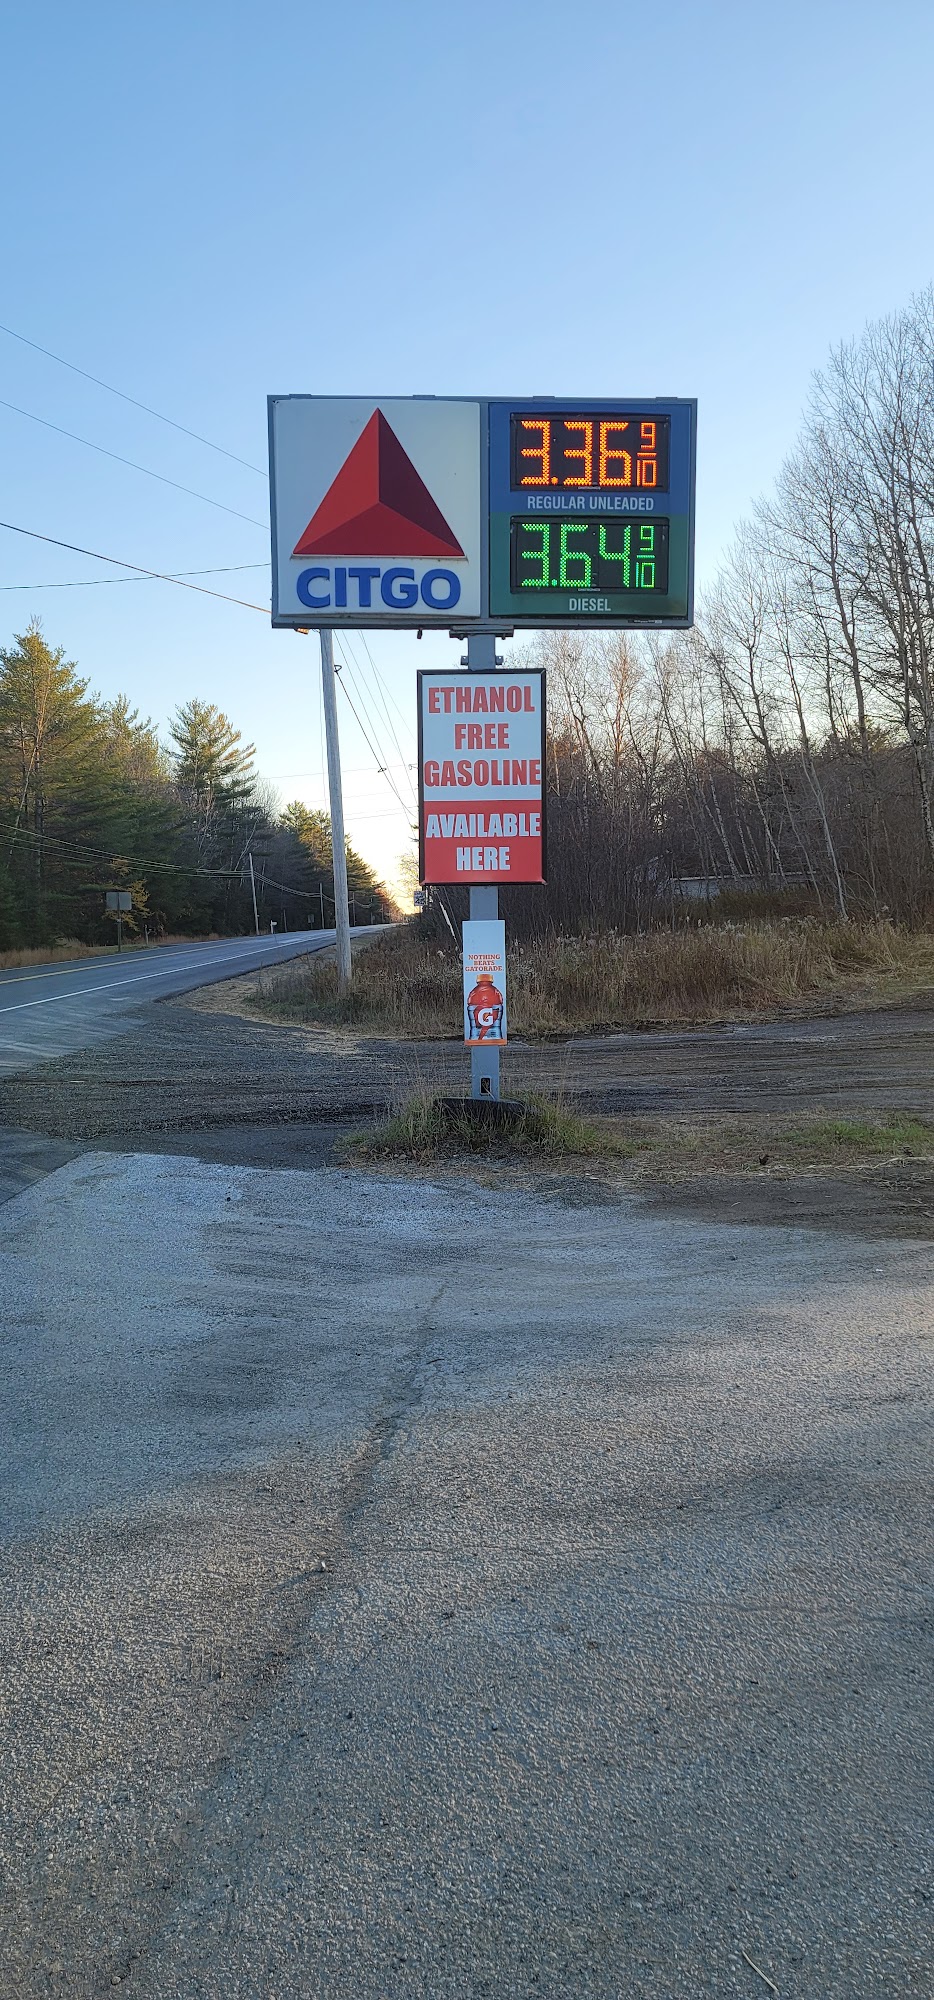 CITGO
3.36 9/10
REGULAR UNLEADED
3.64 9/10
DIESEL
ETHANOL
FREE
GASOLINE
AVAILABLE
HERE
NOTHING
BEATS
GATORADE
G